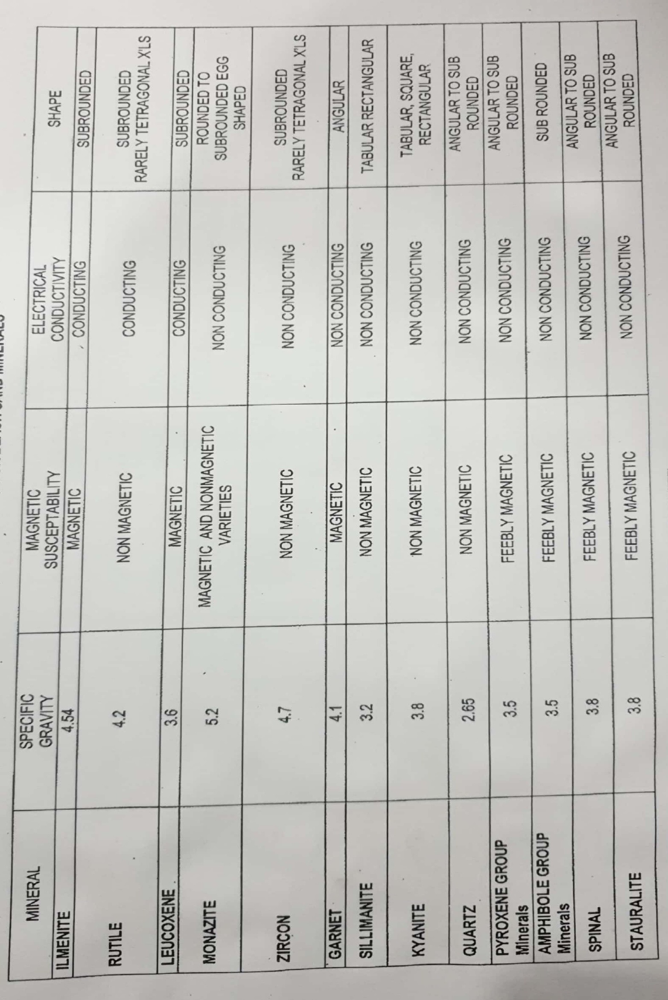 SAND MINERALS
MINERAL SPECIFIC GRAVITY MAGNETIC SUSCEPTABILITY ELECTRICAL CONDUCTIVITY SHAPE
ILMENITE 4.54 MAGNETIC CONDUCTING SUBROUNDED
RUTILE 4.2 NON MAGNETIC CONDUCTING SUBROUNDED RARELY TETRAGONAL X'LS
LEUCOXENE 3.6 MAGNETIC CONDUCTING SUBROUNDED
MONAZITE 5.2 MAGNETIC AND NONMAGNETIC VARIETIES NON CONDUCTING ROUNDED TO SUBROUNDED EGG SHAPED
ZIRCON 4.7 NON MAGNETIC NON CONDUCTING SUBROUNDED RARELY TETRAGONAL X'LS
GARNET 4.1 MAGNETIC NON CONDUCTING ANGULAR
SILLIMANITE 3.2 NON MAGNETIC NON CONDUCTING TABULAR RECTANGULAR
KYANITE 3.8 NON MAGNETIC NON CONDUCTING TABULAR, SQUARE, RECTANGULAR
QUARTZ 2.65 NON MAGNETIC NON CONDUCTING ANGULAR TO SUB ROUNDED
PYROXENE GROUP Minerals 3.5 FEEBLY MAGNETIC NON CONDUCTING ANGULAR TO SUB ROUNDED
AMPHIBOLE GROUP Minerals 3.5 FEEBLY MAGNETIC NON CONDUCTING SUB ROUNDED
SPINAL 3.8 FEEBLY MAGNETIC NON CONDUCTING ANGULAR TO SUB ROUNDED
STAURALITE 3.8 FEEBLY MAGNETIC NON CONDUCTING ANGULAR TO SUB ROUNDED